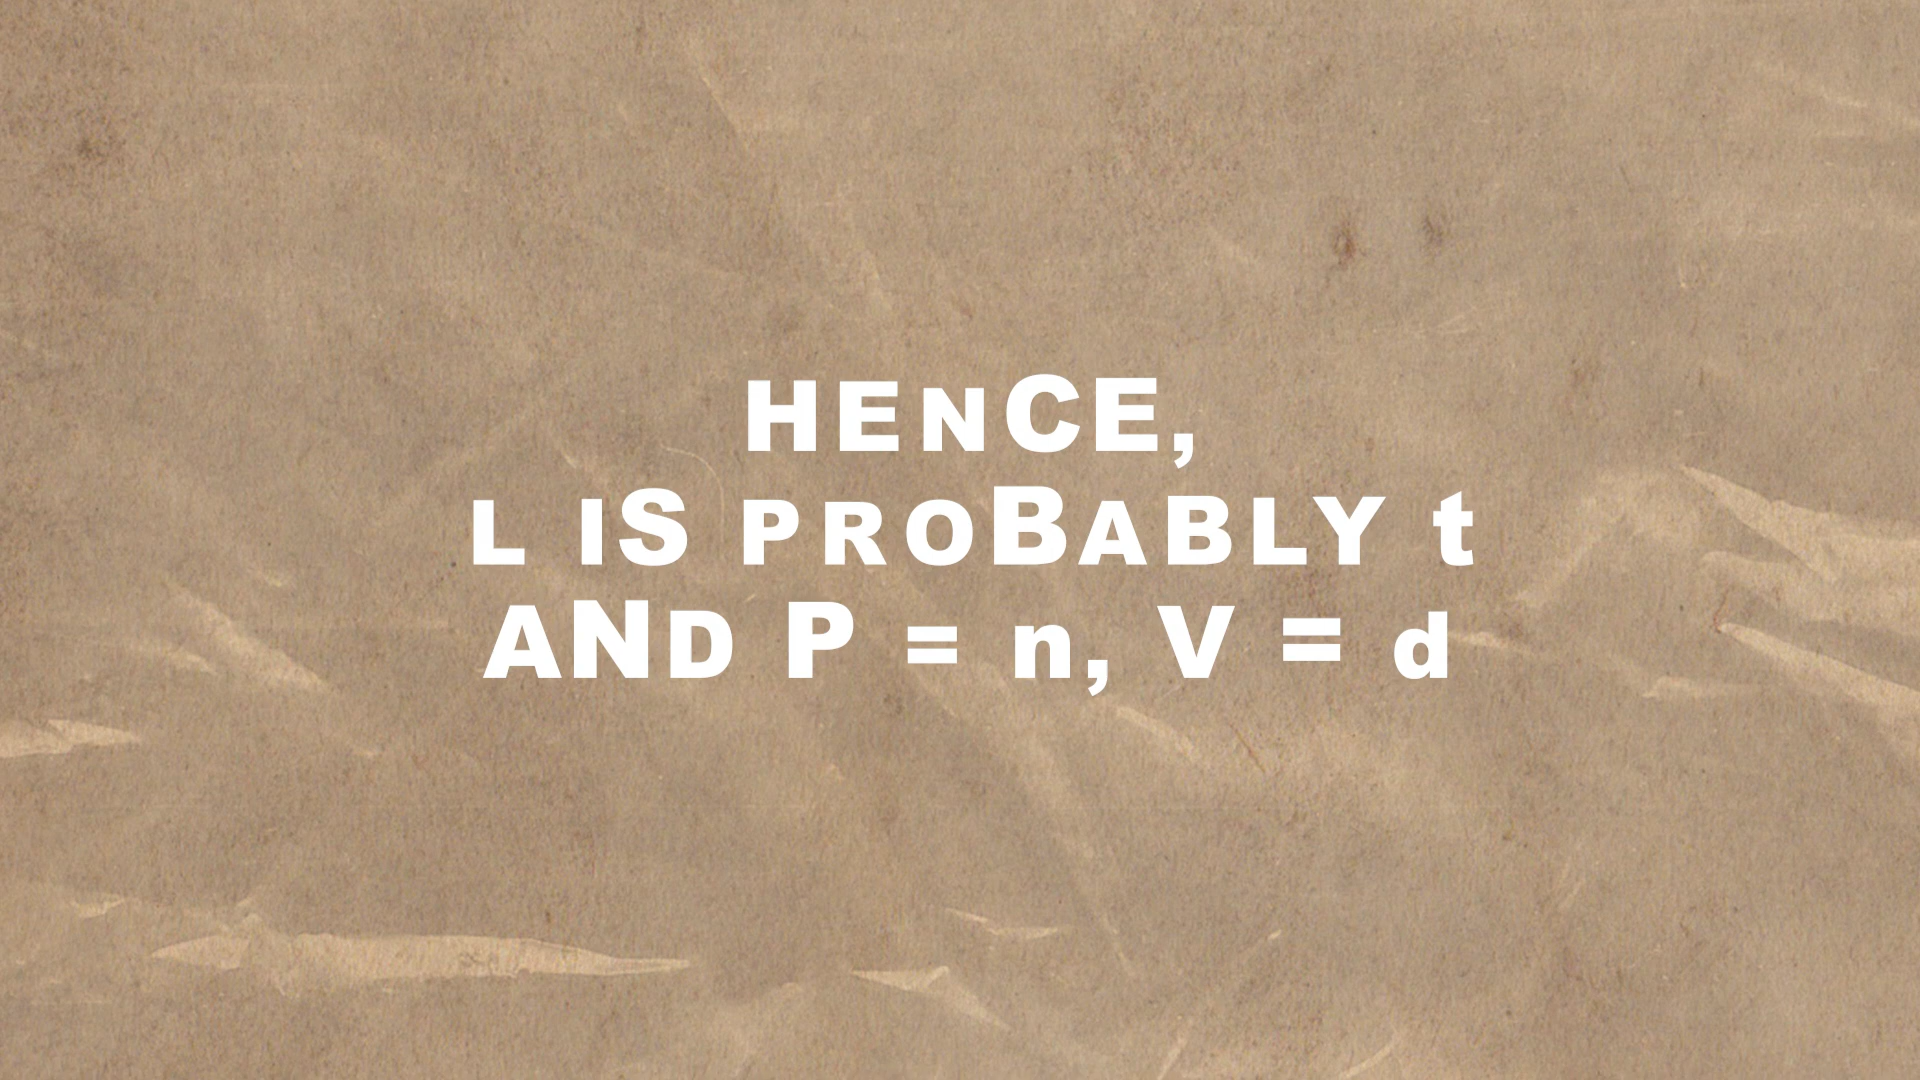 HENCE,
L IS PROBABLY t
AND P = n, V = d